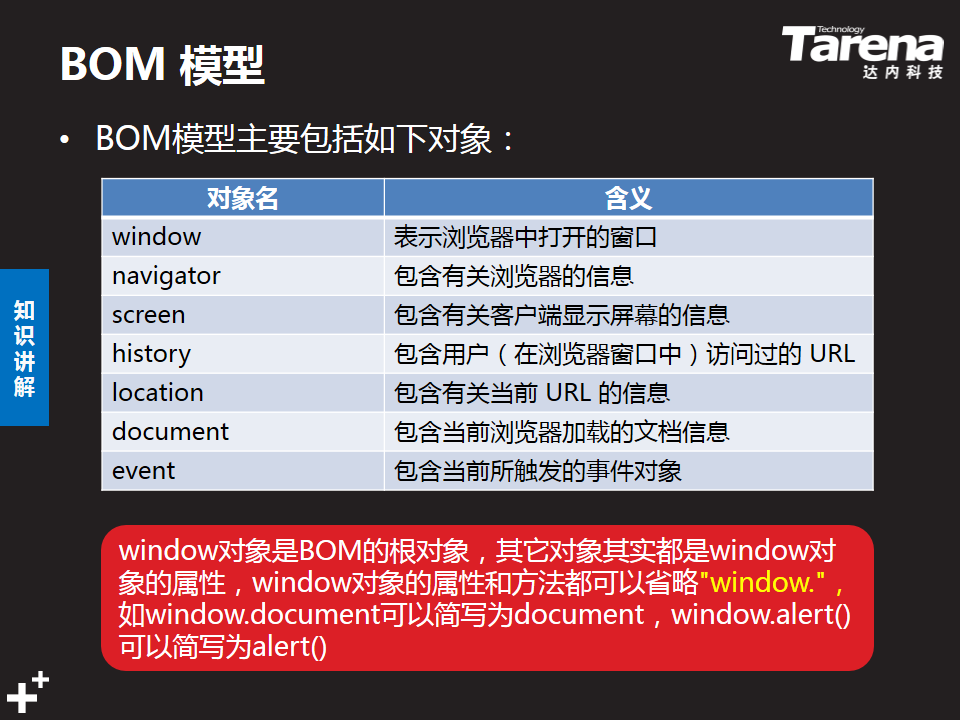 BOM 模型
Technology
Tarena
达内科技
• BOM模型主要包括如下对象：
对象名 含义
window 表示浏览器中打开的窗口
navigator 包含有关浏览器的信息
screen 包含有关客户端显示屏幕的信息
history 包含用户（在浏览器窗口中）访问过的 URL
location 包含有关当前 URL 的信息
document 包含当前浏览器加载的文档信息
event 包含当前所触发的事件对象
知识讲解
window对象是BOM的根对象，其它对象其实都是window对
象的属性，window对象的属性和方法都可以省略"window."，
如window.document可以简写为document，window.alert()
可以简写为alert()